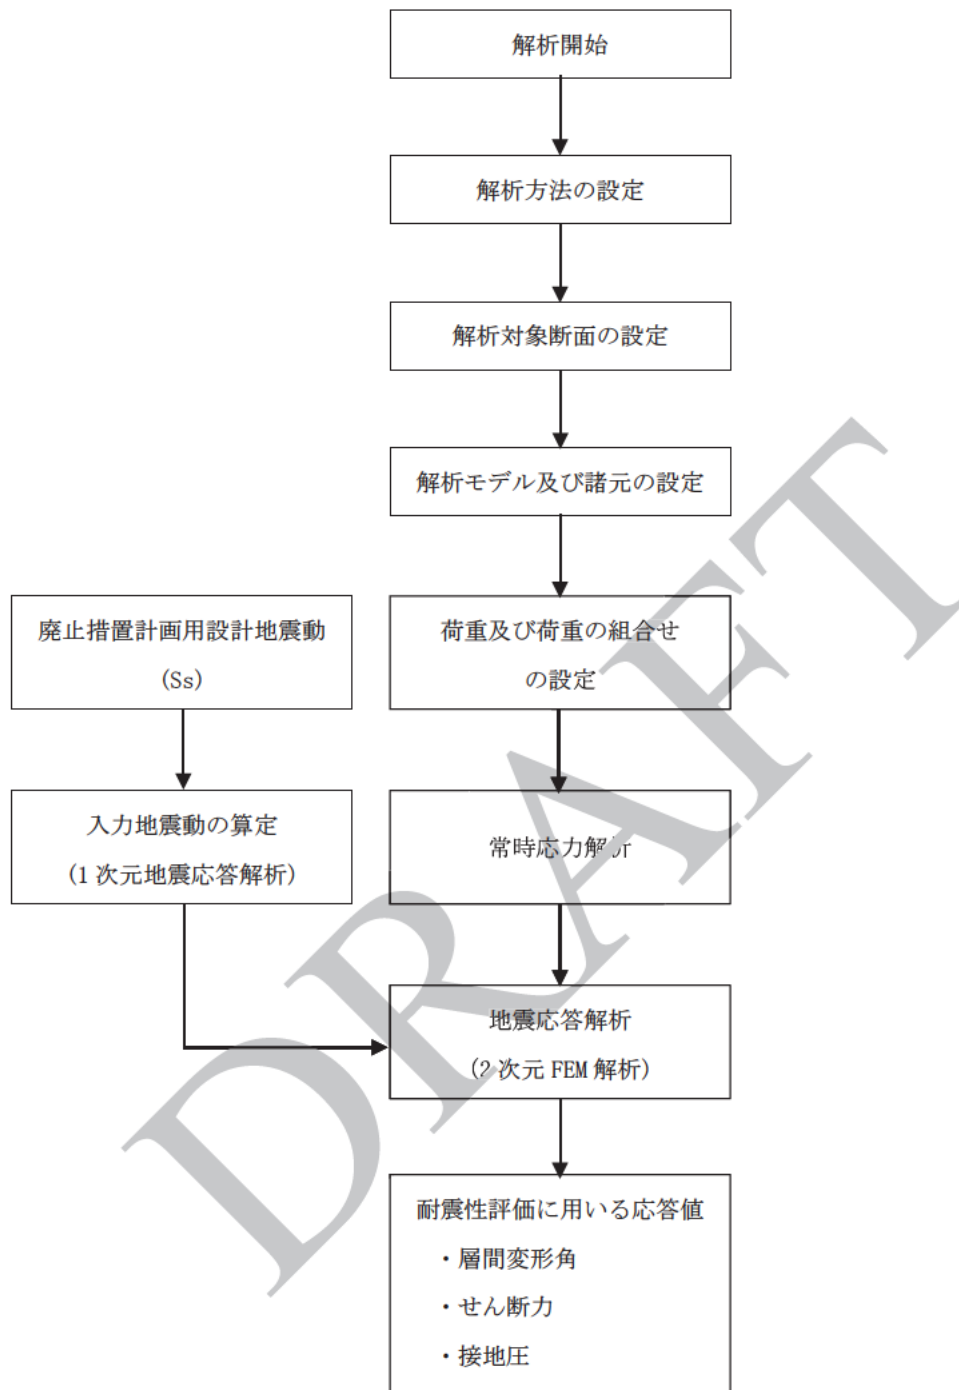 解析開始
解析方法の設定
解析対象断面の設定
解析モデル及び諸元の設定
廃止措置計画用設計地震動
(Ss)
荷重及び荷重の組合せ
の設定
入力地震動の算定
(1 次元地震応答解析)
常時応力解析
地震応答解析
(2 次元 FEM 解析)
耐震性評価に用いる応答値
・層間変形角
・せん断力
・接地圧
DRAFT